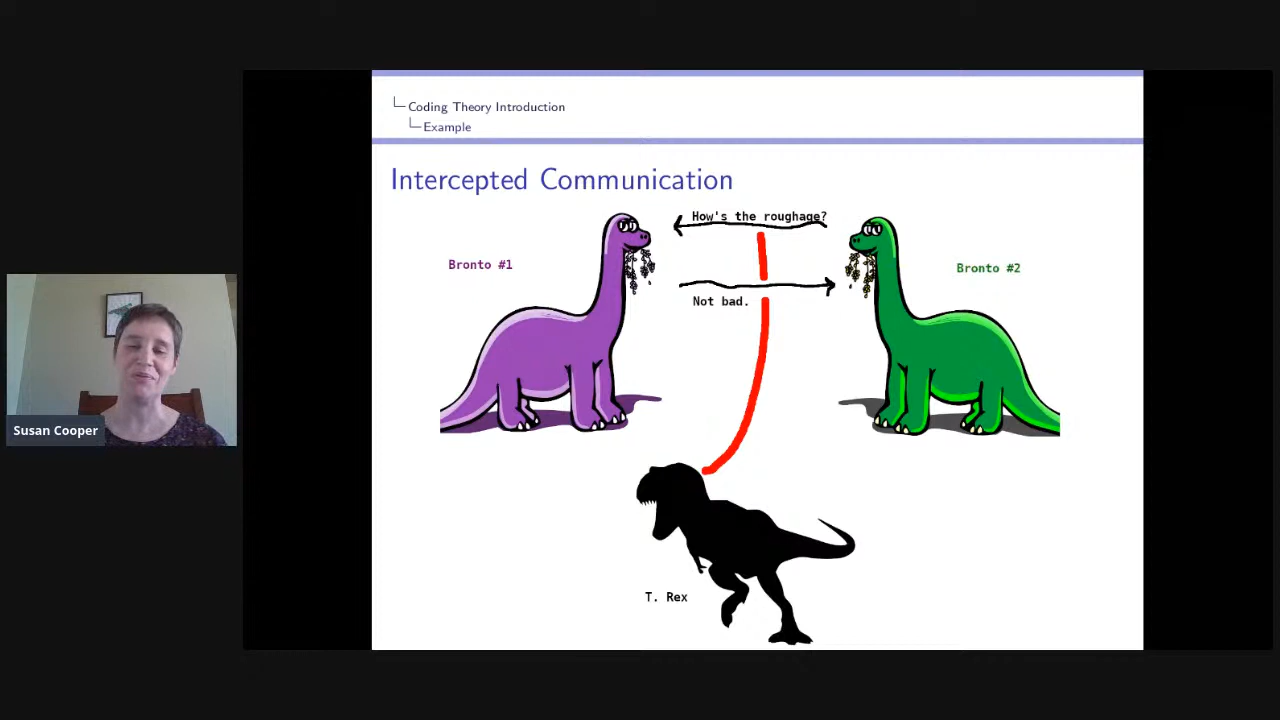 Coding Theory Introduction
Example
Intercepted Communication
How's the roughage?
Bronto #1
Bronto #2
Not bad.
Susan Cooper
T. Rex